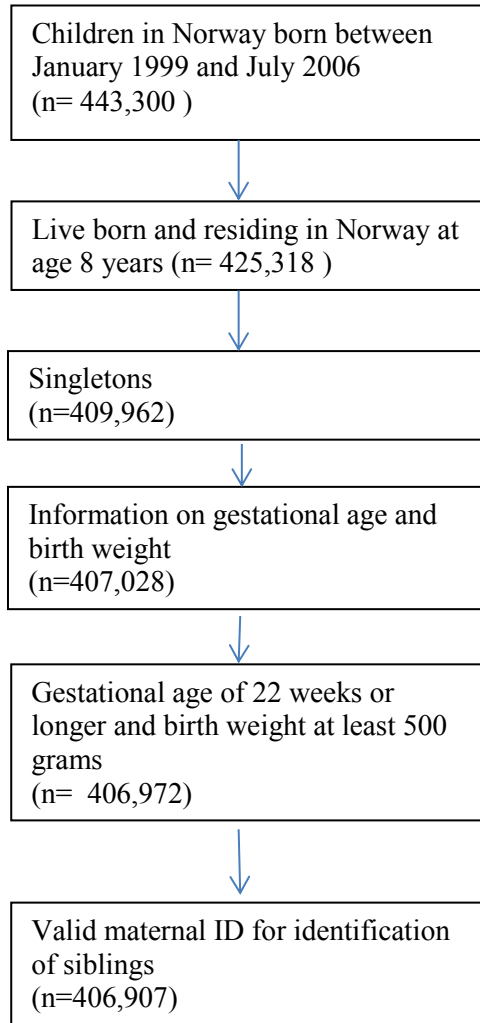 Children in Norway born between
January 1999 and July 2006
(n= 443,300 )
Live born and residing in Norway at
age 8 years (n= 425,318 )
Singletons
(n=409,962)
Information on gestational age and
birth weight
(n=407,028)
Gestational age of 22 weeks or
longer and birth weight at least 500
grams
(n=  406,972)
Valid maternal ID for identification
of siblings
(n=406,907)